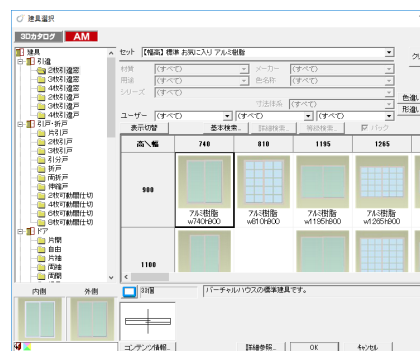 建具選択
3Dカタログ AM
建具
引違
2枚引違窓
3枚引違窓
4枚引違窓
2枚引違戸
3枚引違戸
4枚引違戸
引戸・折戸
片引戸
2枚引戸
3枚引戸
引分戸
折戸
両折戸
伸縮戸
2枚可動間仕切
4枚可動間仕切
6枚可動間仕切
8枚可動間仕切
ドア
片開
自由
片袖
両袖
両開
セット 【幅高】標準 お気に入り アルミ樹脂
材質 (すべて) メーカー (すべて)
用途 (すべて) 色名称 (すべて)
シリーズ (すべて)
寸法体系 (すべて)
ユーザー (すべて) (すべて) (すべて)
色違い
形違い
表示切替 基本検索... 詳細検索... 等級検索... パック
高＼幅 740 810 1195 1265
900
アルミ樹脂 w740h900
アルミ樹脂 w810h900
アルミ樹脂 w1195h900
アルミ樹脂 w1265h900
1100
内側 外側
33個 バーチャルハウスの標準建具です。
コンテンツ情報... 詳細参照... OK キャンセル